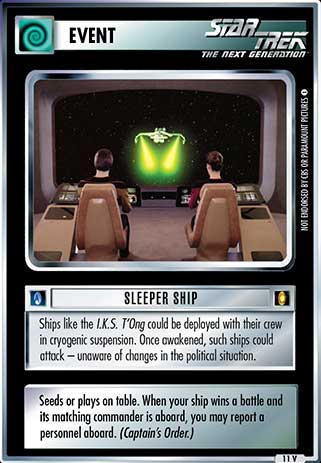 EVENT
STAR TREK
THE NEXT GENERATION
NOT ENDORSED BY CBS OR PARAMOUNT PICTURES
SLEEPER SHIP
Ships like the I.K.S. T'Ong could be deployed with their crew
in cryogenic suspension. Once awakened, such ships could
attack – unaware of changes in the political situation.
Seeds or plays on table. When your ship wins a battle and
its matching commander is aboard, you may report a
personnel aboard. (Captain's Order.)
11 V